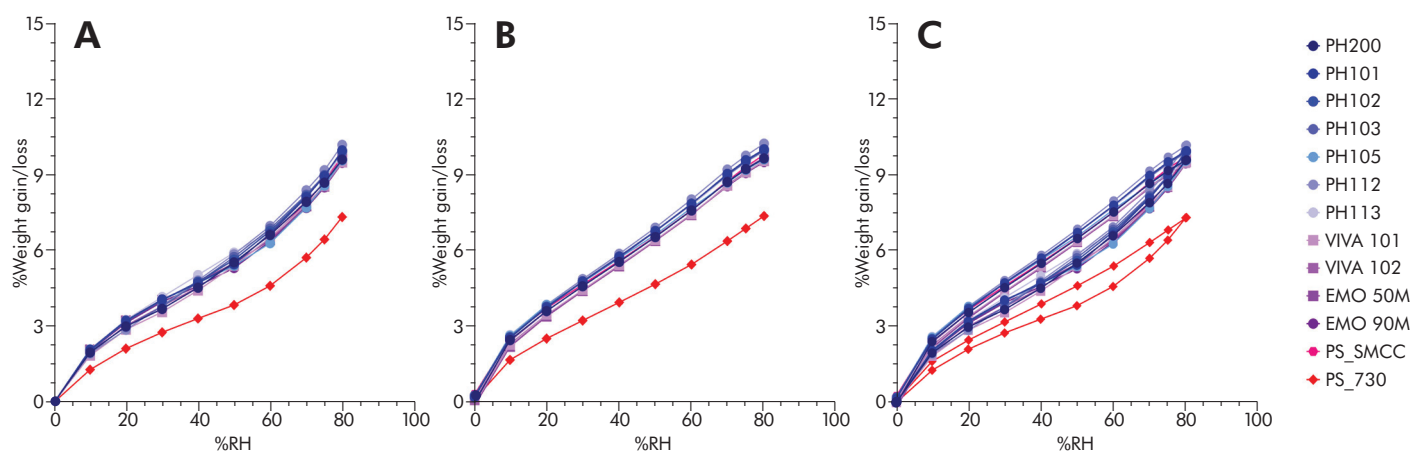 A
15
12
9
6
3
0
%Weight gain/loss
0 20 40 60 80 100
%RH
B
15
12
9
6
3
0
%Weight gain/loss
0 20 40 60 80 100
%RH
C
15
12
9
6
3
0
%Weight gain/loss
0 20 40 60 80 100
%RH
PH200
PH101
PH102
PH103
PH105
PH112
PH113
VIVA 101
VIVA 102
EMO 50M
EMO 90M
PS_SMCC
PS_730